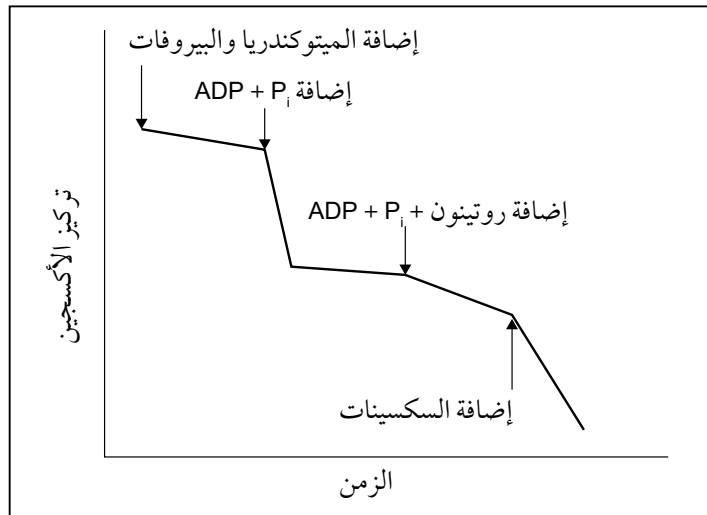 إضافة الميتوكندريا والبيروفات
إضافة ADP + Pᵢ
إضافة روتينون + ADP + Pᵢ
تركيز الأكسجين
إضافة السكسينات
الزمن